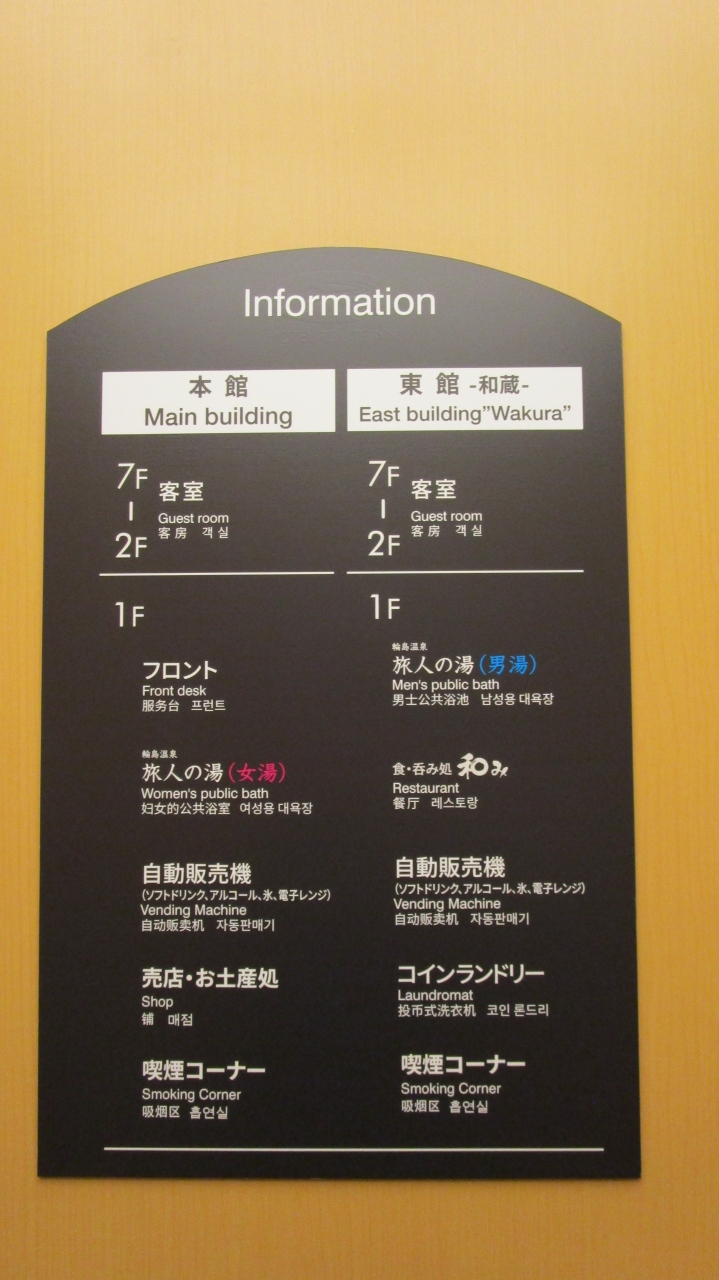 Information
本館
Main building
7F
|
2F
客室
Guest room
客房 객실
1F
フロント
Front desk
服务台 프런트
輪島温泉
旅人の湯(女湯)
Women's public bath
妇女的公共浴室 여성용 대욕장
自動販売機
(ソフトドリンク、アルコール、氷、電子レンジ)
Vending Machine
自动贩卖机 자동판매기
売店・お土産処
Shop
铺 매점
喫煙コーナー
Smoking Corner
吸烟区 흡연실
東館 -和蔵-
East building"Wakura"
7F
|
2F
客室
Guest room
客房 객실
1F
輪島温泉
旅人の湯(男湯)
Men's public bath
男士公共浴池 남성용 대욕장
食・呑み処 和み
Restaurant
餐厅 레스토랑
自動販売機
(ソフトドリンク、アルコール、氷、電子レンジ)
Vending Machine
自动贩卖机 자동판매기
コインランドリー
Laundromat
投币式洗衣机 코인 론드리
喫煙コーナー
Smoking Corner
吸烟区 흡연실